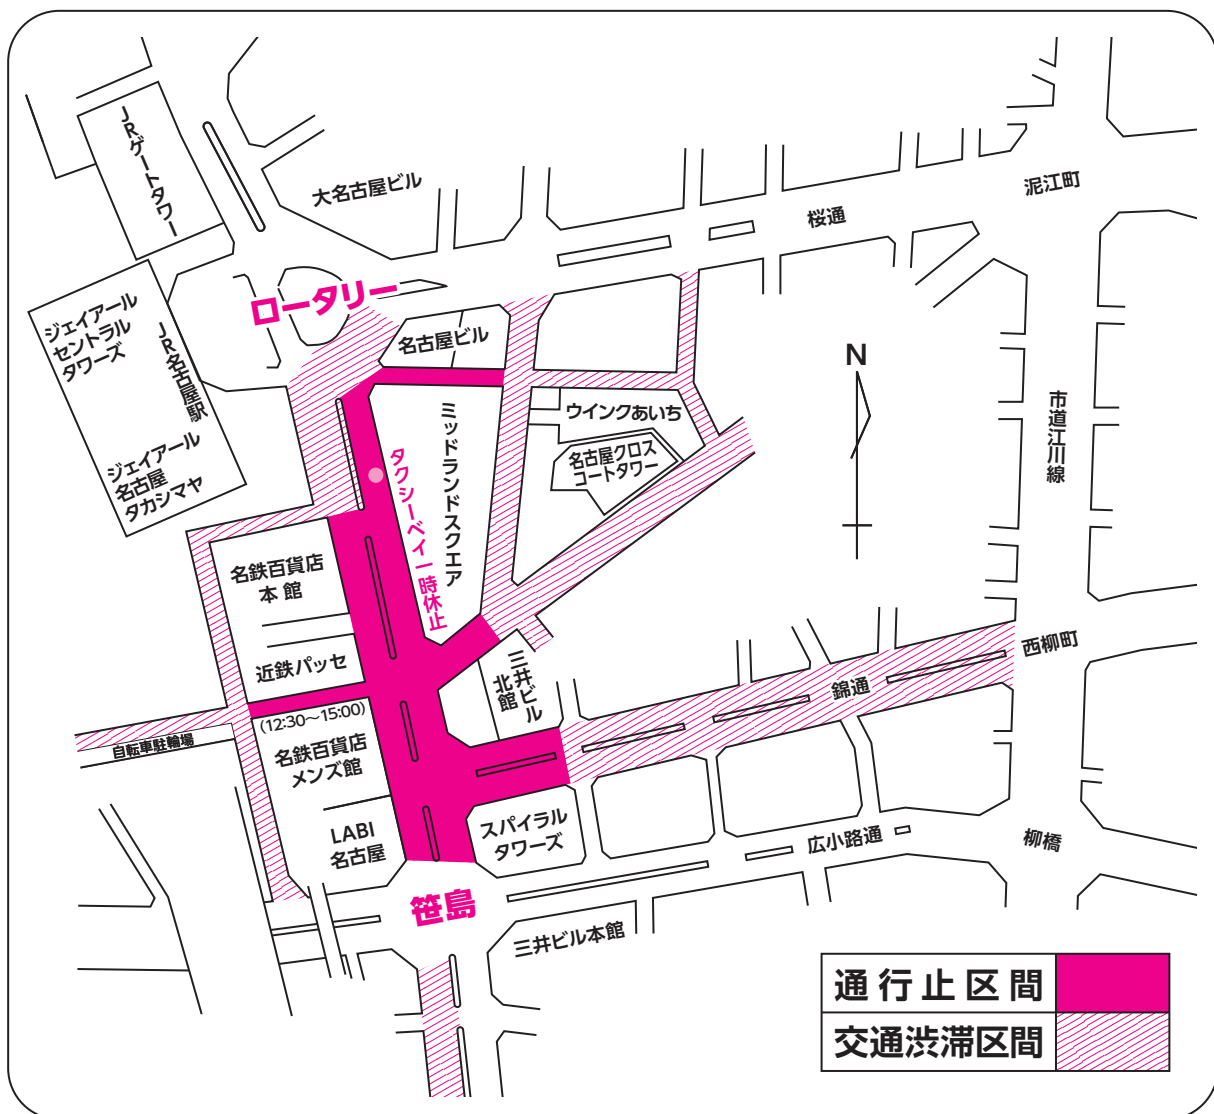 JRゲートタワー
大名古屋ビル
泥江町
桜通
ロータリー
ジェイアール
セントラル
タワーズ
JR名古屋駅
ジェイアール
名古屋
タカシマヤ
名古屋ビル
N
ミッドランドスクエア
ウインクあいち
名古屋クロス
コートタワー
市道江川線
タクシーベイ一時休止
名鉄百貨店
本館
近鉄パッセ
三井ビル
北館
西柳町
錦通
(12:30〜15:00)
自転車駐輪場
名鉄百貨店
メンズ館
LABI
名古屋
スパイラル
タワーズ
広小路通
柳橋
笹島
三井ビル本館
通行止区間
交通渋滞区間